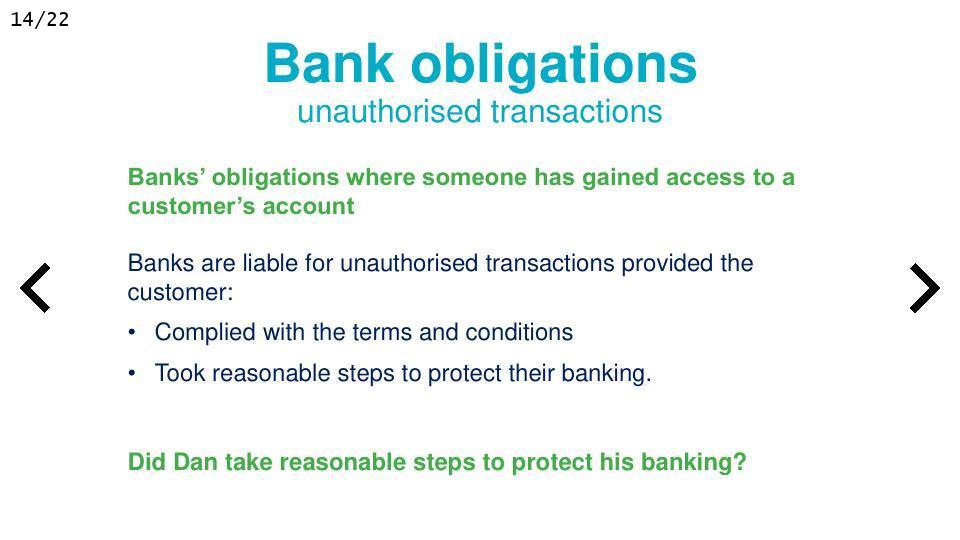 14/22
Bank obligations
unauthorised transactions
Banks’ obligations where someone has gained access to a
customer’s account
Banks are liable for unauthorised transactions provided the
customer:
• Complied with the terms and conditions
• Took reasonable steps to protect their banking.
Did Dan take reasonable steps to protect his banking?